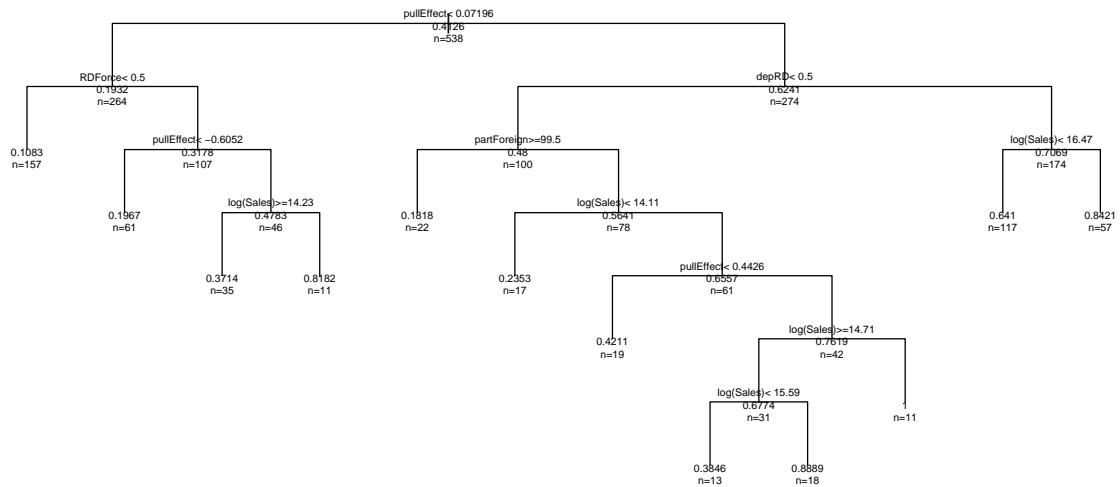 pullEffect< 0.07196
0.4126
n=538
RDForce< 0.5
0.1932
n=264
depRD< 0.5
0.6241
n=274
0.1083
n=157
pullEffect< −0.6052
0.3178
n=107
partForeign>=99.5
0.48
n=100
log(Sales)< 16.47
0.7069
n=174
0.1967
n=61
log(Sales)>=14.23
0.4783
n=46
0.1818
n=22
log(Sales)< 14.11
0.5641
n=78
0.641
n=117
0.8421
n=57
0.3714
n=35
0.8182
n=11
0.2353
n=17
pullEffect< 0.4426
0.6557
n=61
0.4211
n=19
log(Sales)>=14.71
0.7619
n=42
log(Sales)< 15.59
0.6774
n=31
1
n=11
0.3846
n=13
0.8889
n=18